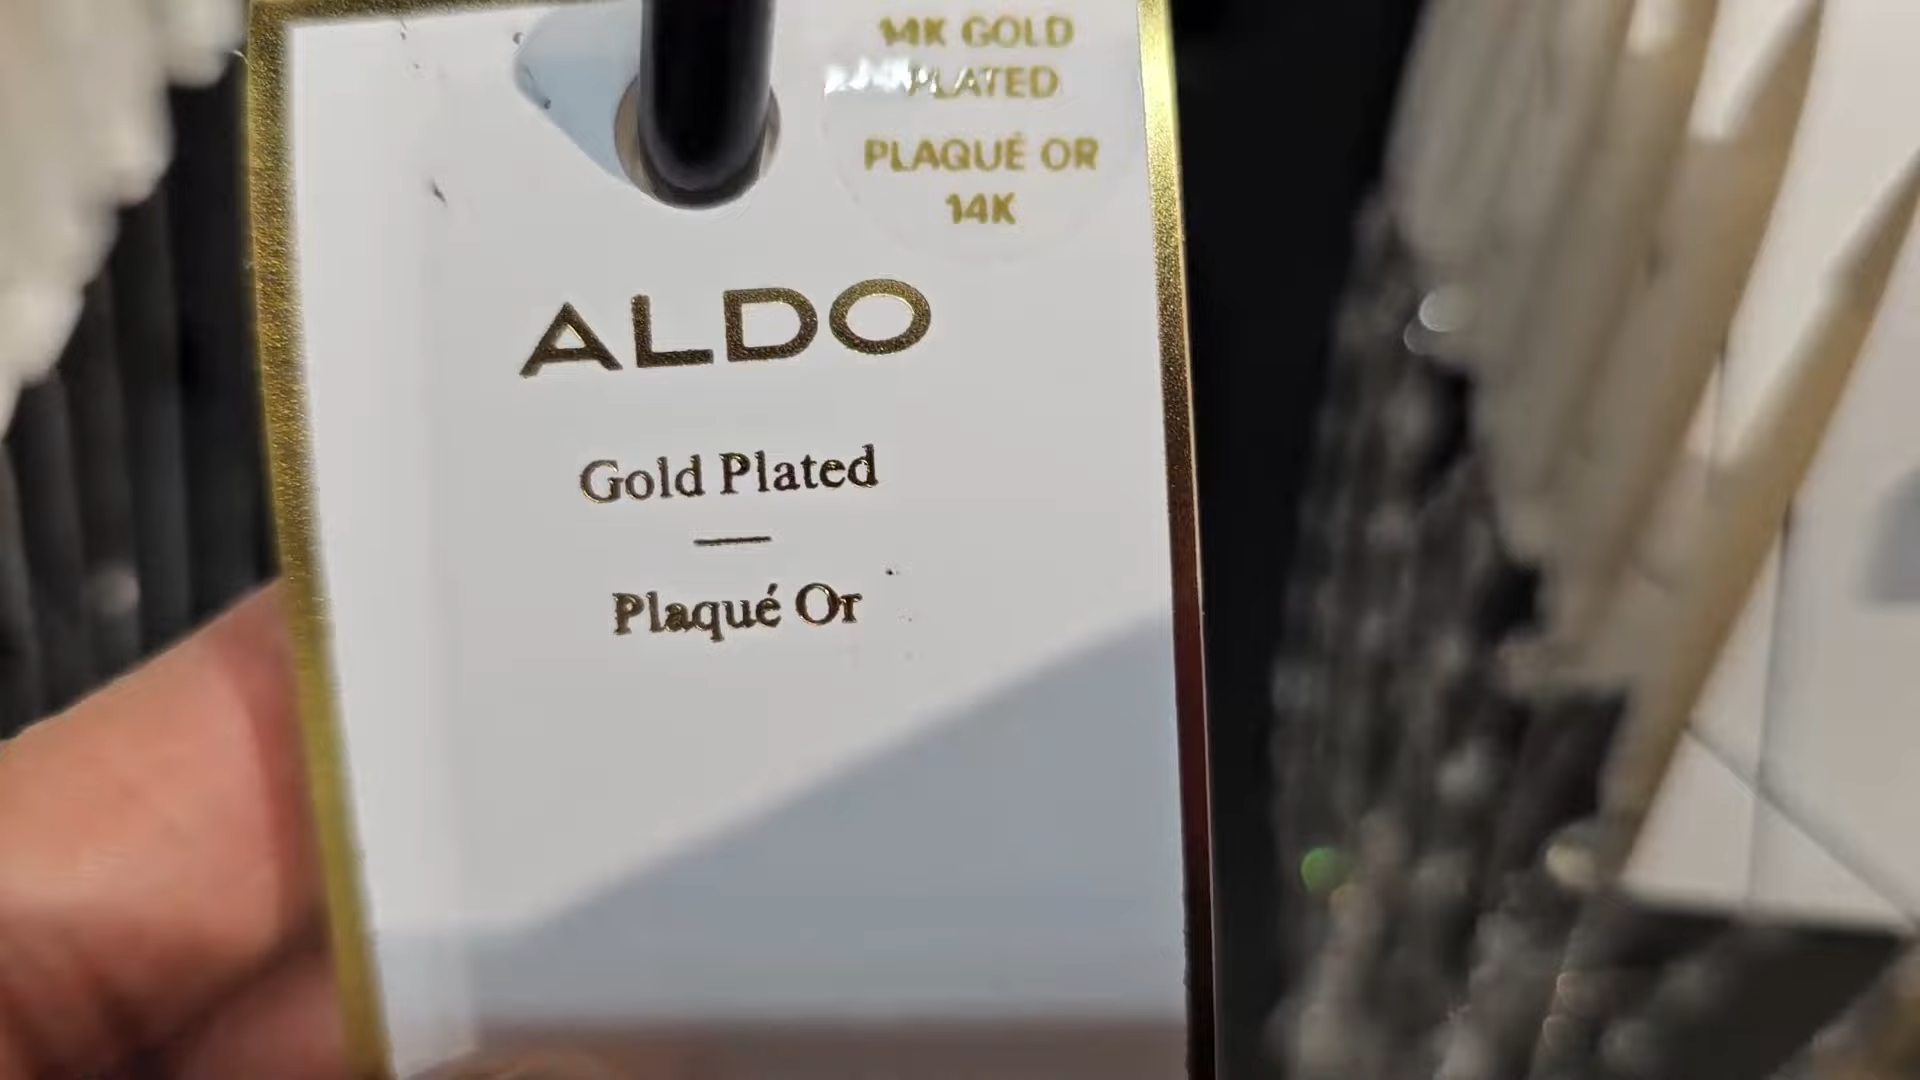 14K GOLD
PLATED
PLAQUÉ OR
14K
ALDO
Gold Plated
Plaqué Or